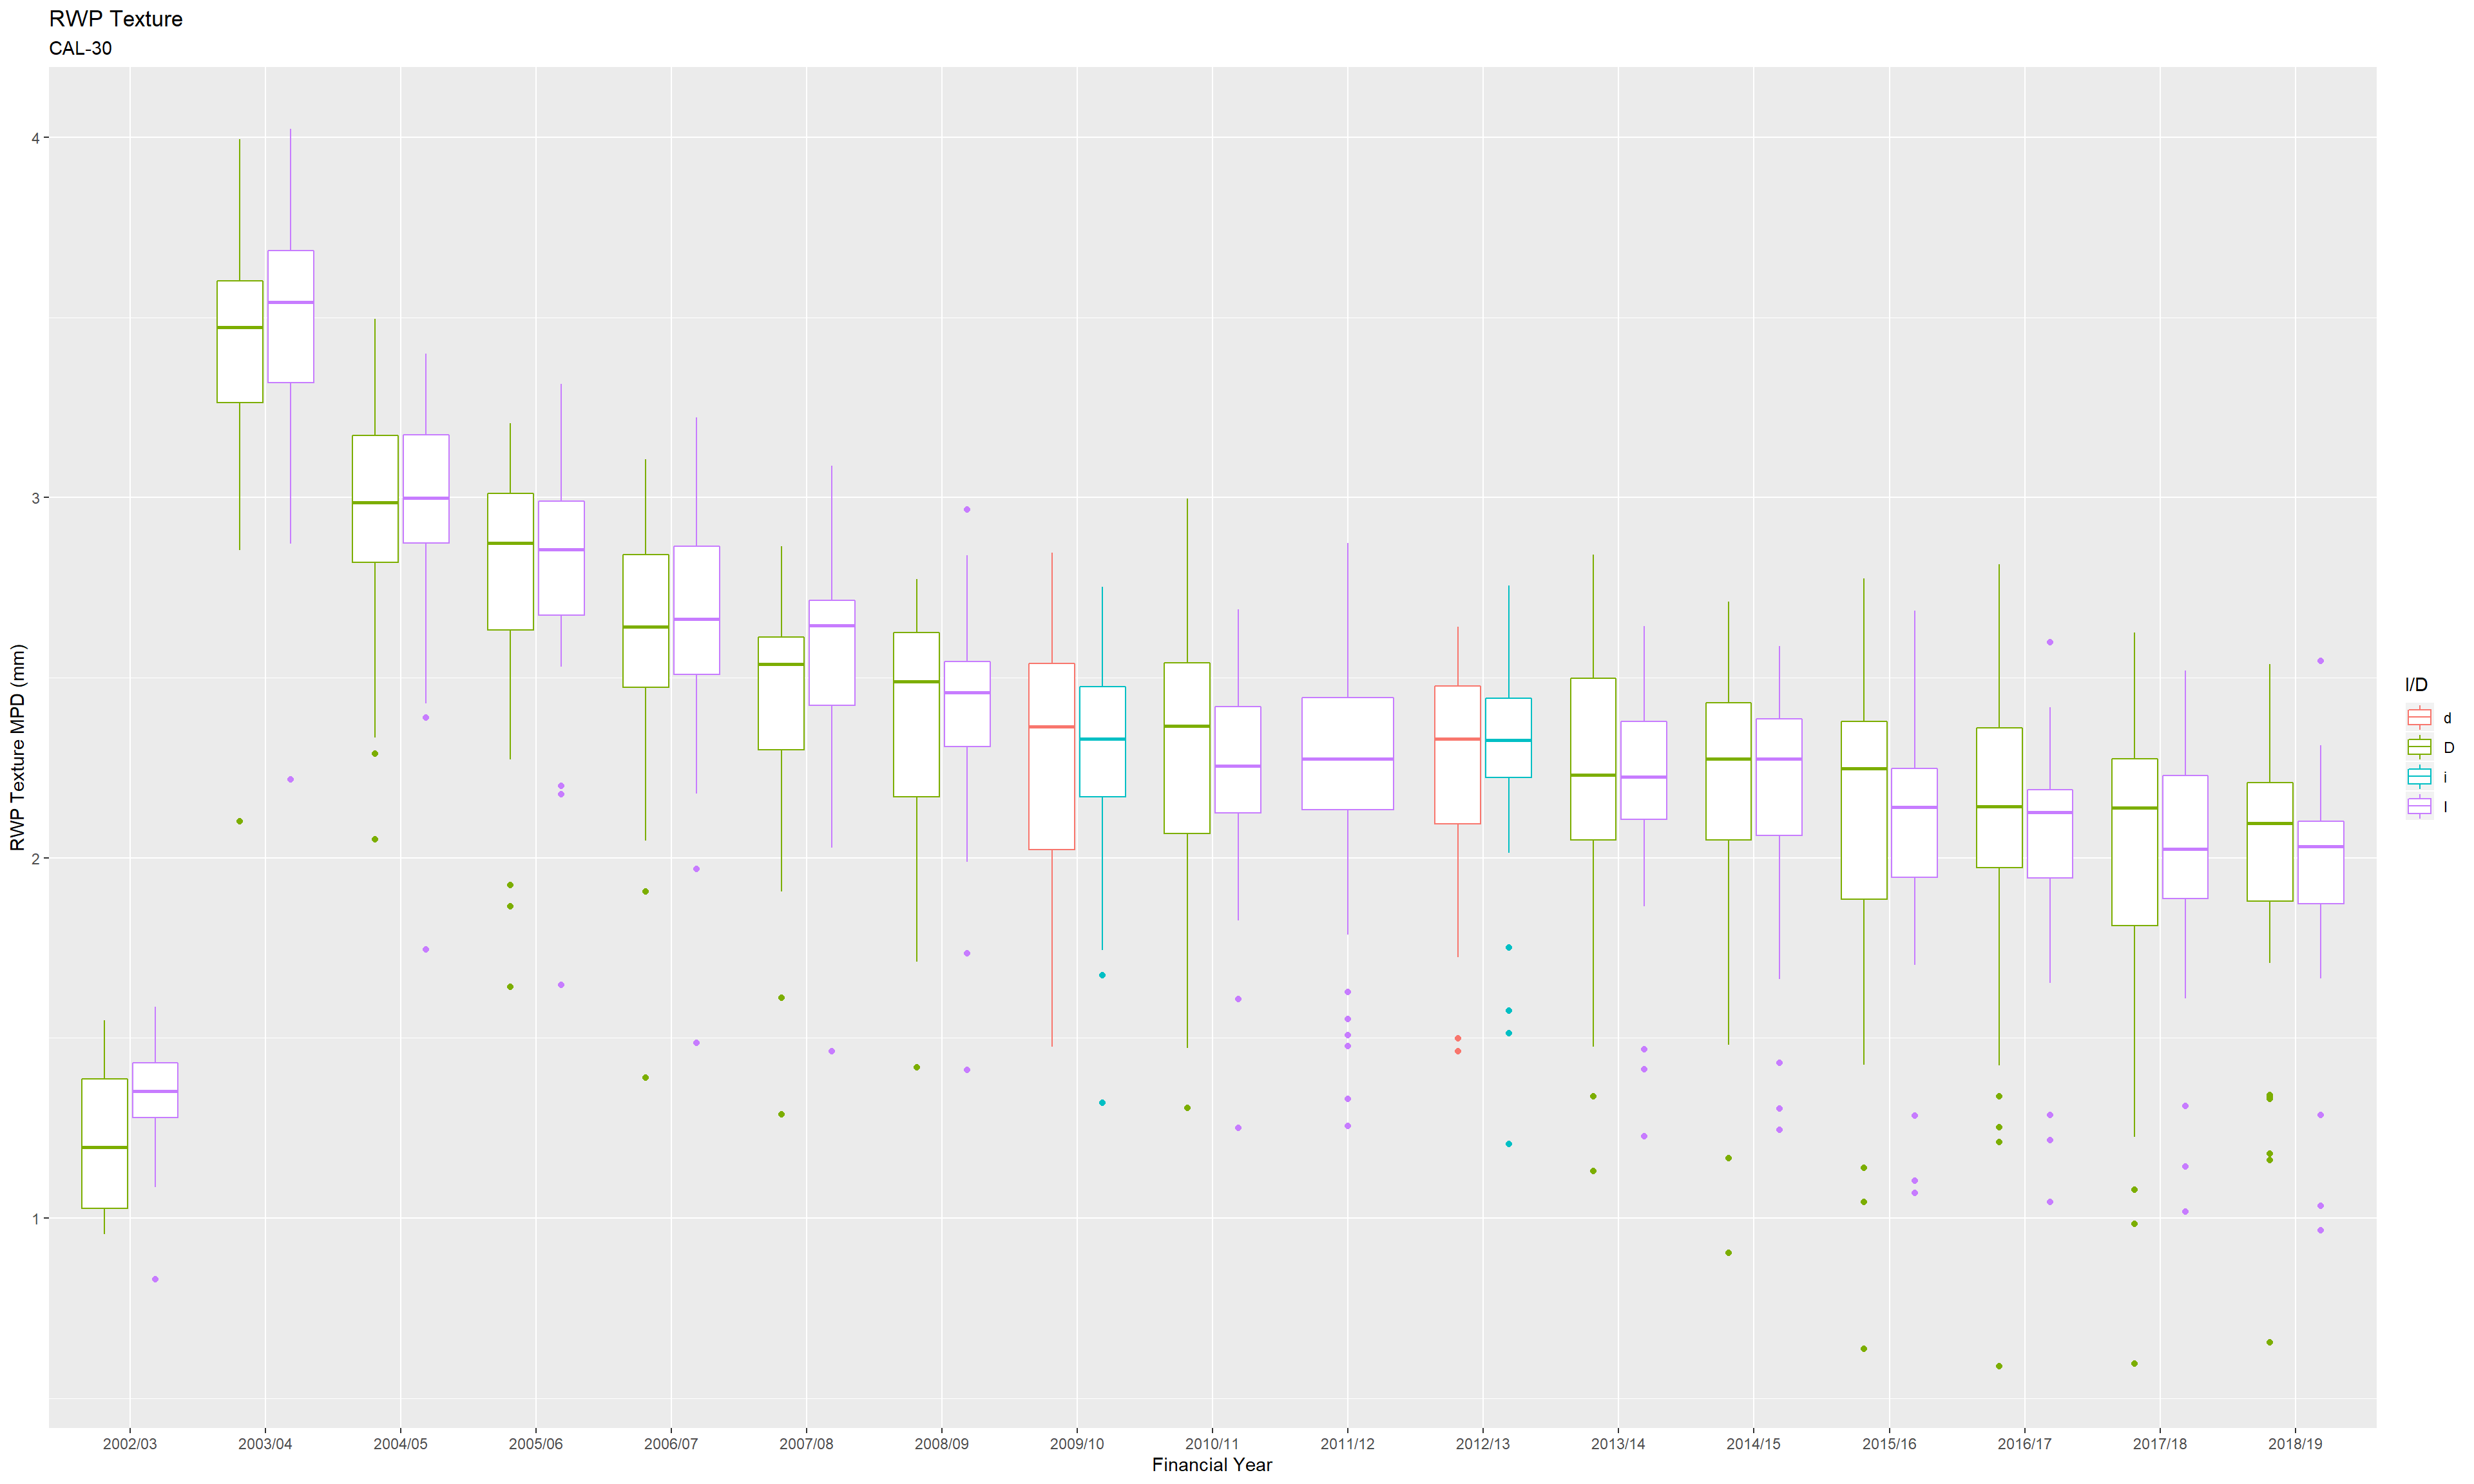 RWP Texture
CAL-30
RWP Texture MPD (mm)
4
3
2
1
2002/03 2003/04 2004/05 2005/06 2006/07 2007/08 2008/09 2009/10 2010/11 2011/12 2012/13 2013/14 2014/15 2015/16 2016/17 2017/18 2018/19
Financial Year
I/D
d
D
i
I